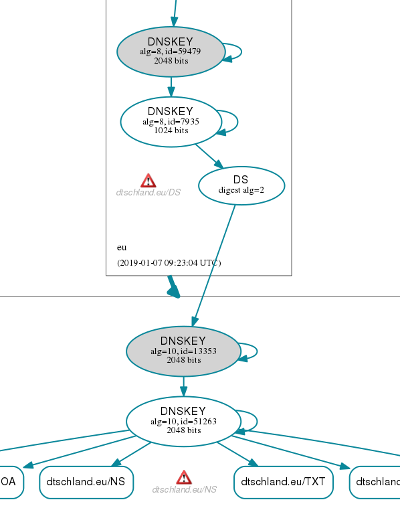 DNSKEY
alg=8, id=59479
2048 bits
DNSKEY
alg=8, id=7935
1024 bits
DS
digest alg=2
dtschland.eu/DS
eu
(2019-01-07 09:23:04 UTC)
DNSKEY
alg=10, id=13353
2048 bits
DNSKEY
alg=10, id=51263
2048 bits
OA
dtschland.eu/NS
dtschland.eu/NS
dtschland.eu/TXT
dtschland